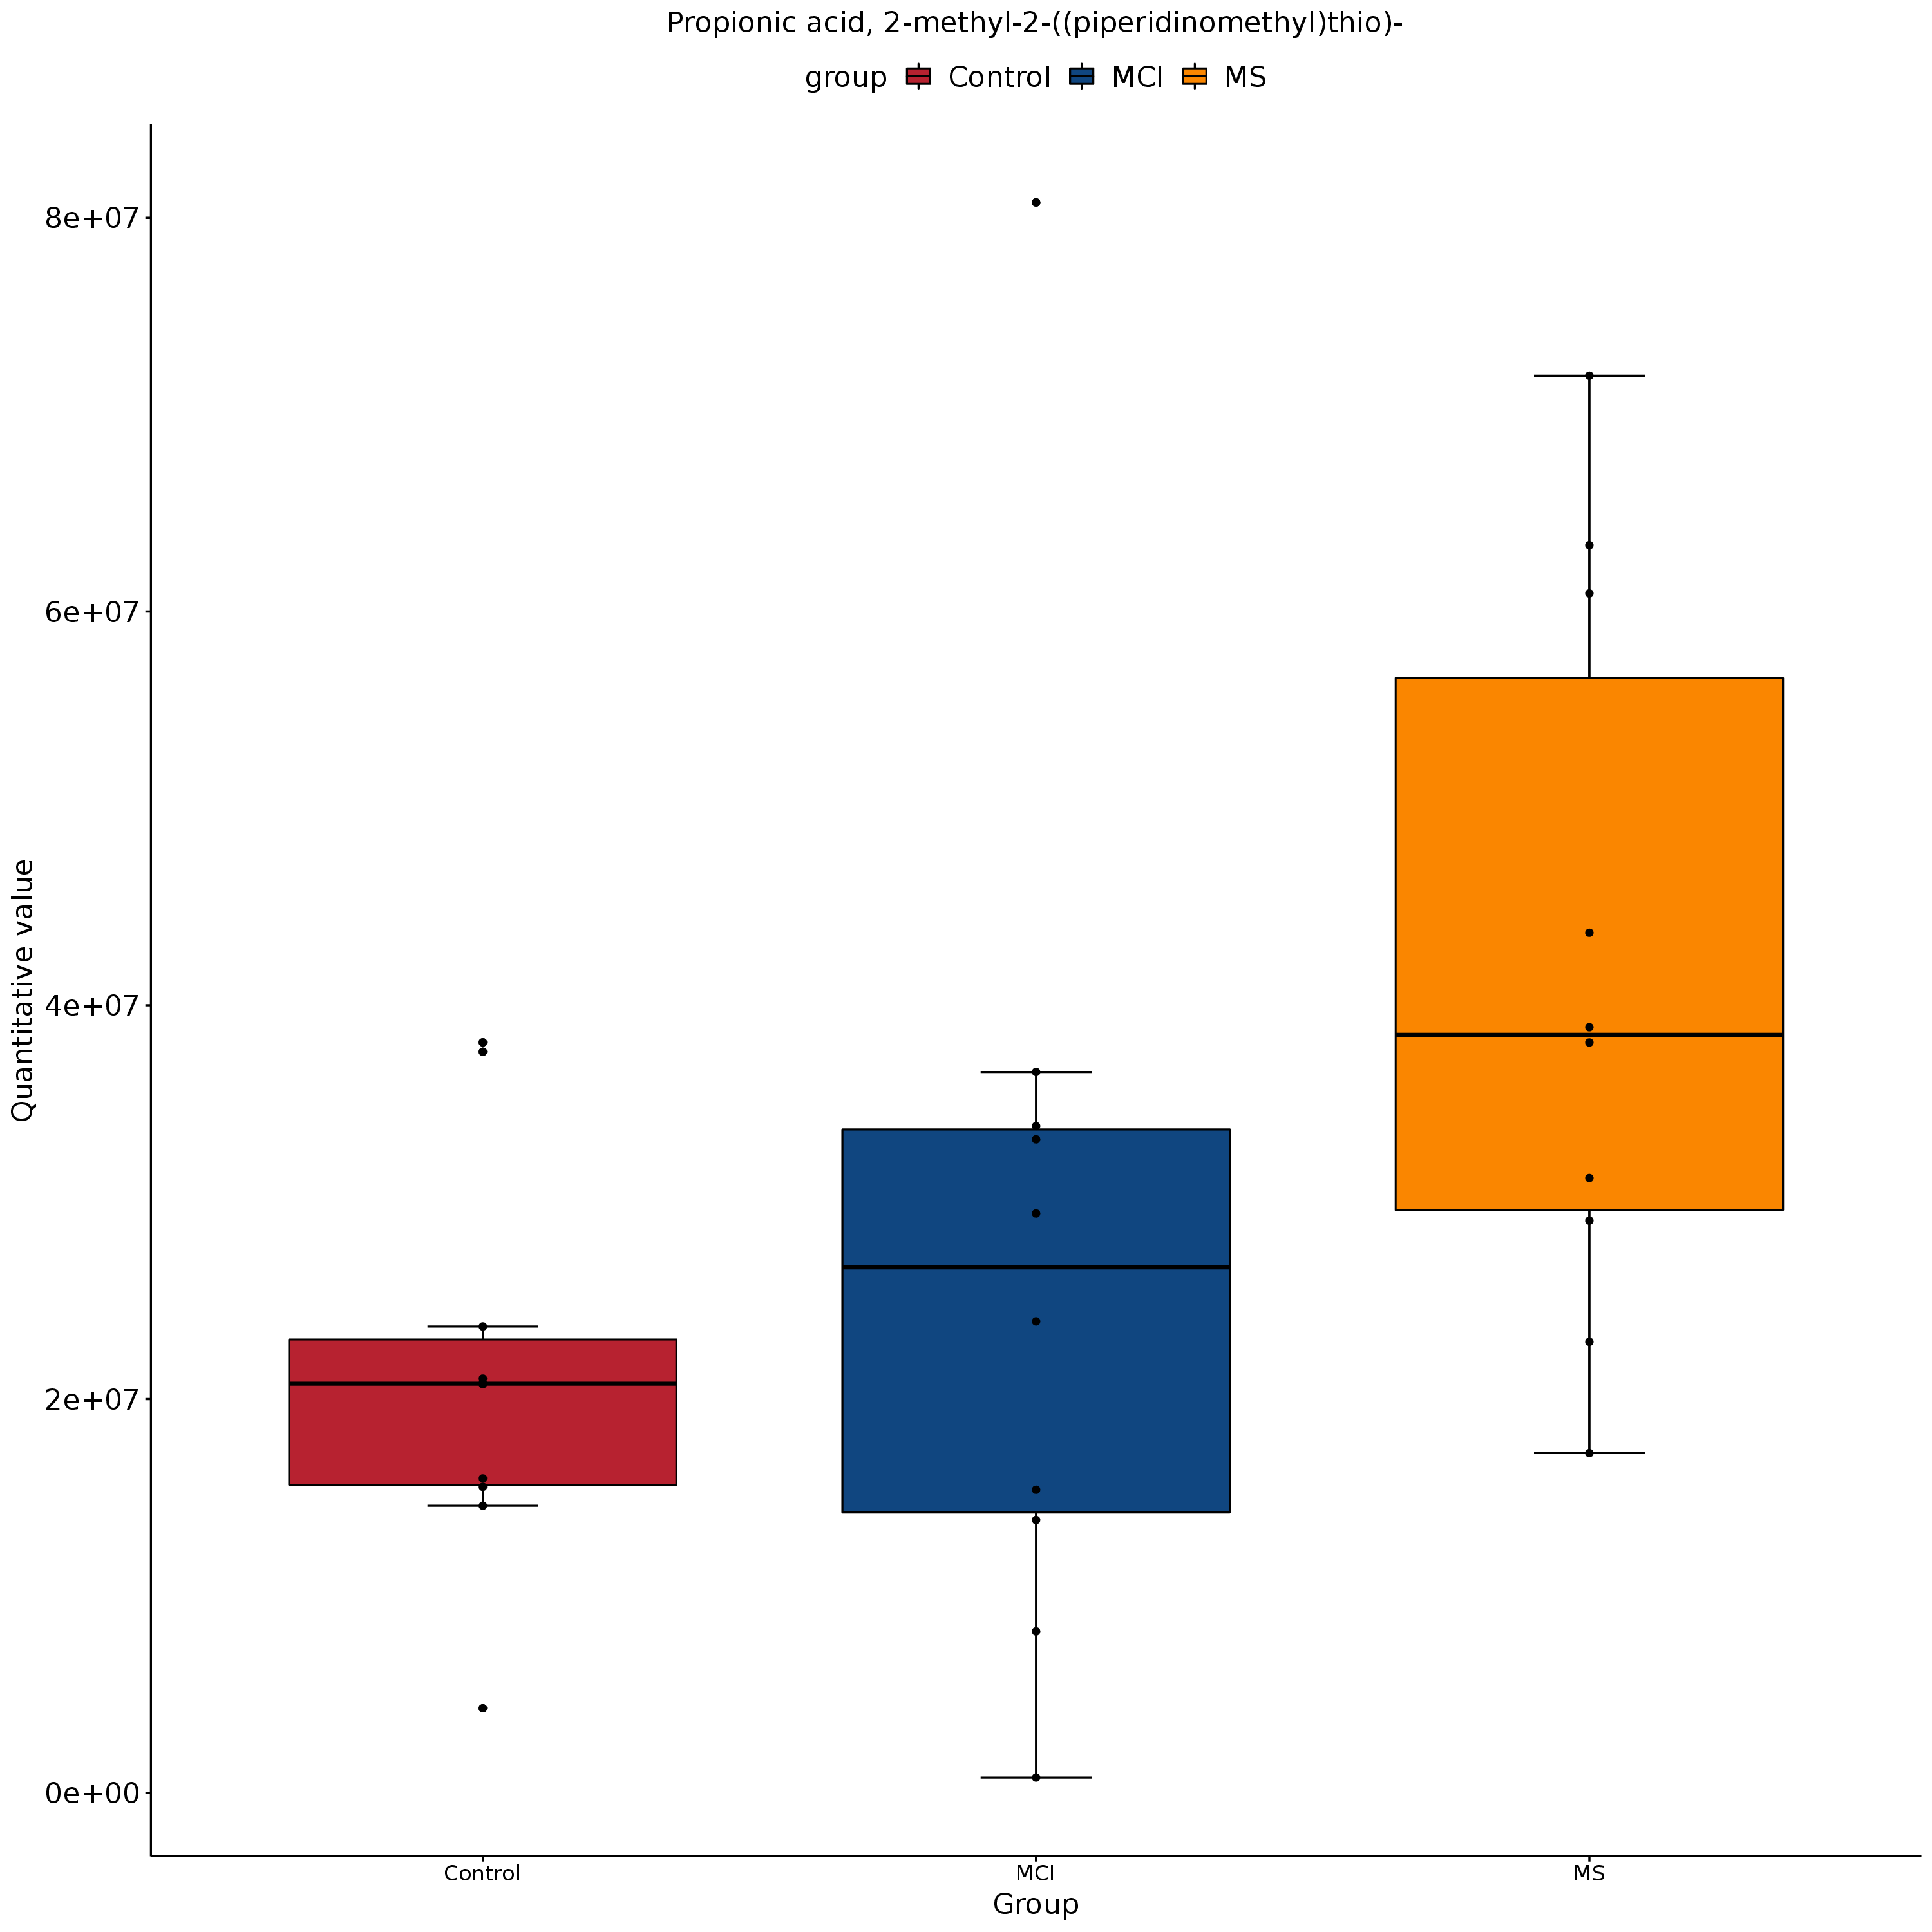 Propionic acid, 2-methyl-2-((piperidinomethyl)thio)-
group Control MCI MS
8e+07
6e+07
4e+07
2e+07
0e+00
Quantitative value
Control MCI MS
Group